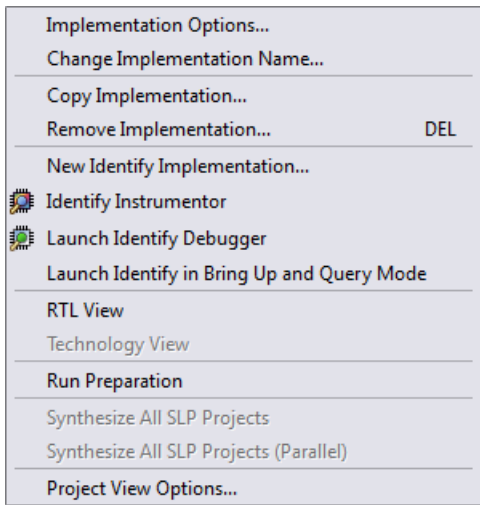 Implementation Options...
Change Implementation Name...
Copy Implementation...
Remove Implementation... DEL
New Identify Implementation...
Identify Instrumentor
Launch Identify Debugger
Launch Identify in Bring Up and Query Mode
RTL View
Technology View
Run Preparation
Synthesize All SLP Projects
Synthesize All SLP Projects (Parallel)
Project View Options...